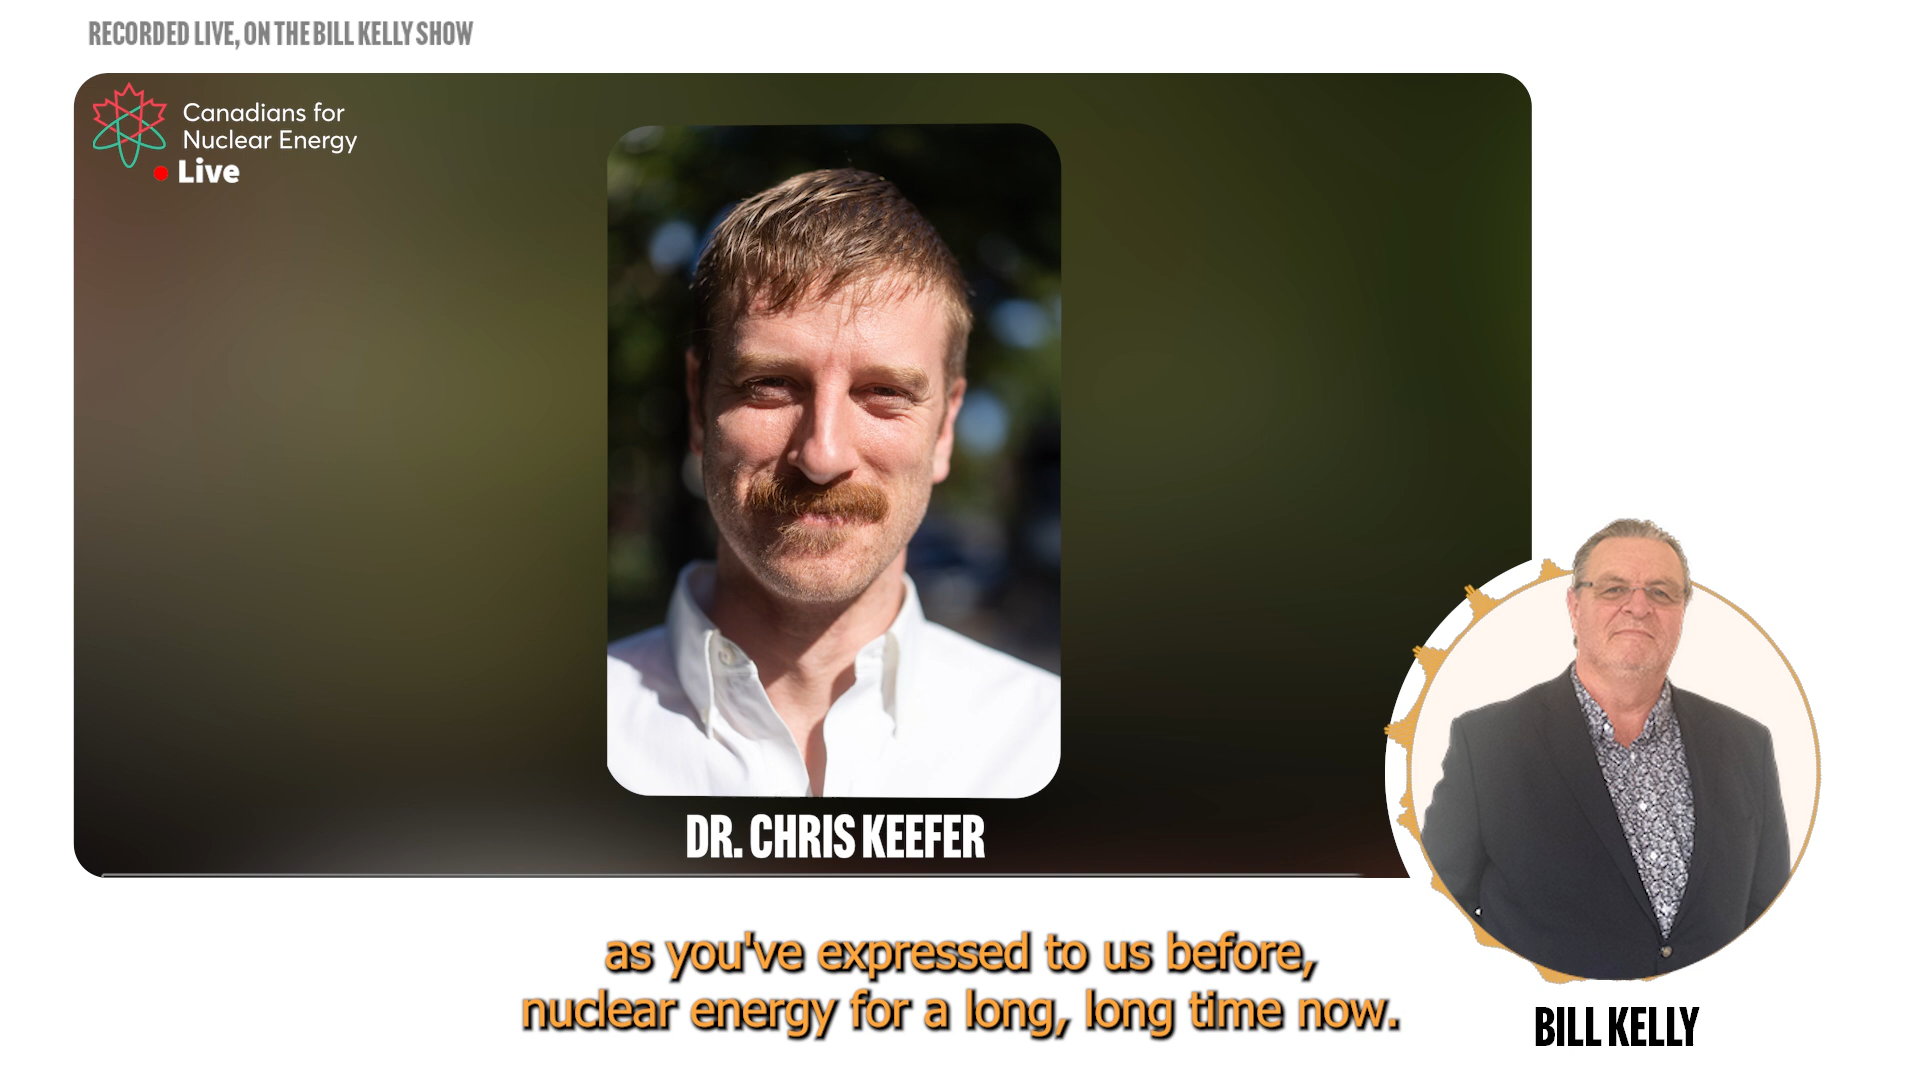 RECORDED LIVE, ON THE BILL KELLY SHOW
Canadians for
Nuclear Energy
Live
DR. CHRIS KEEFER
as you've expressed to us before,
nuclear energy for a long, long time now.
BILL KELLY